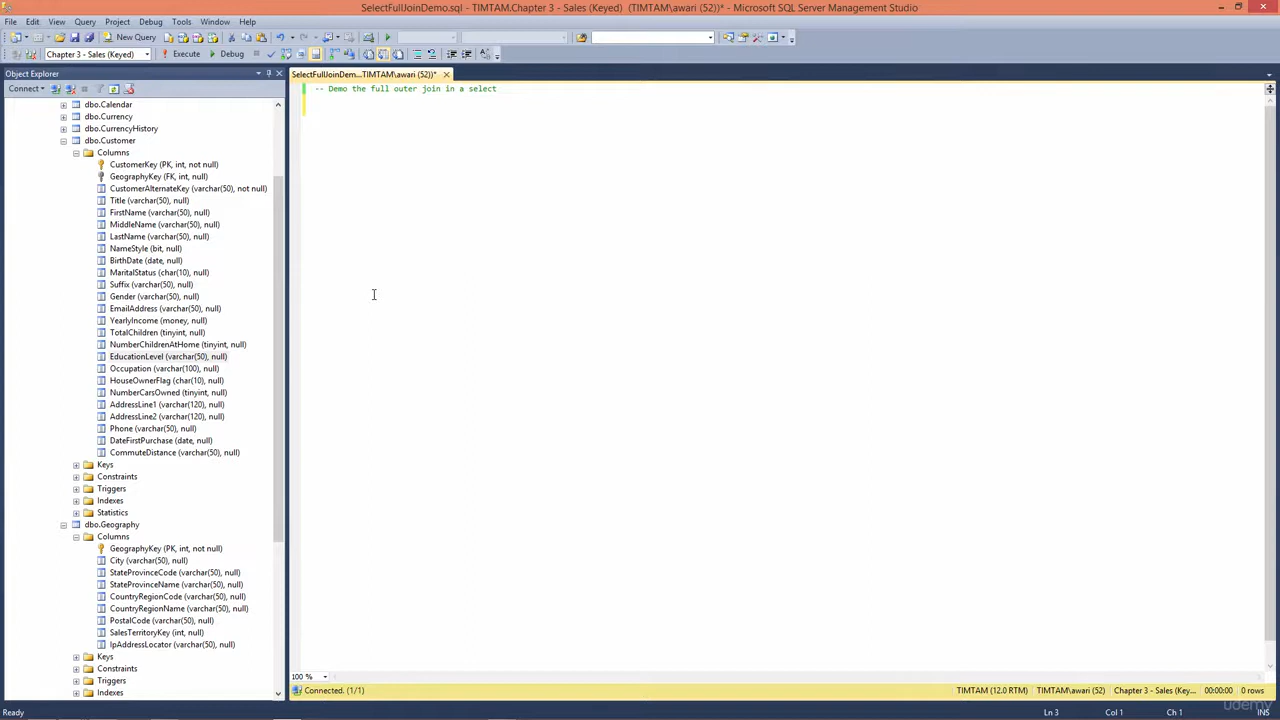 SelectFullJoinDemo.sql - TIMTAM.Chapter 3 - Sales (Keyed) (TIMTAM\awari (52))* - Microsoft SQL Server Management Studio
File Edit View Query Project Debug Tools Window Help
New Query
Chapter 3 - Sales (Keyed) Execute Debug
Object Explorer
SelectFullJoinDem...TIMTAM\awari (52))*
Connect
-- Demo the full outer join in a select
dbo.Calendar
dbo.Currency
dbo.CurrencyHistory
dbo.Customer
Columns
CustomerKey (PK, int, not null)
GeographyKey (FK, int, null)
CustomerAlternateKey (varchar(50), not null)
Title (varchar(50), null)
FirstName (varchar(50), null)
MiddleName (varchar(50), null)
LastName (varchar(50), null)
NameStyle (bit, null)
BirthDate (date, null)
MaritalStatus (char(10), null)
Suffix (varchar(50), null)
Gender (varchar(50), null)
EmailAddress (varchar(50), null)
YearlyIncome (money, null)
TotalChildren (tinyint, null)
NumberChildrenAtHome (tinyint, null)
EducationLevel (varchar(50), null)
Occupation (varchar(100), null)
HouseOwnerFlag (char(10), null)
NumberCarsOwned (tinyint, null)
AddressLine1 (varchar(120), null)
AddressLine2 (varchar(120), null)
Phone (varchar(50), null)
DateFirstPurchase (date, null)
CommuteDistance (varchar(50), null)
Keys
Constraints
Triggers
Indexes
Statistics
dbo.Geography
Columns
GeographyKey (PK, int, not null)
City (varchar(50), null)
StateProvinceCode (varchar(50), null)
StateProvinceName (varchar(50), null)
CountryRegionCode (varchar(50), null)
CountryRegionName (varchar(50), null)
PostalCode (varchar(50), null)
SalesTerritoryKey (int, null)
IpAddressLocator (varchar(50), null)
Keys
Constraints
Triggers
Indexes
100 %
Connected. (1/1) TIMTAM (12.0 RTM) TIMTAM\awari (52) Chapter 3 - Sales (Key... 00:00:00 0 rows
udemy
Ready Ln 3 Col 1 Ch 1 INS